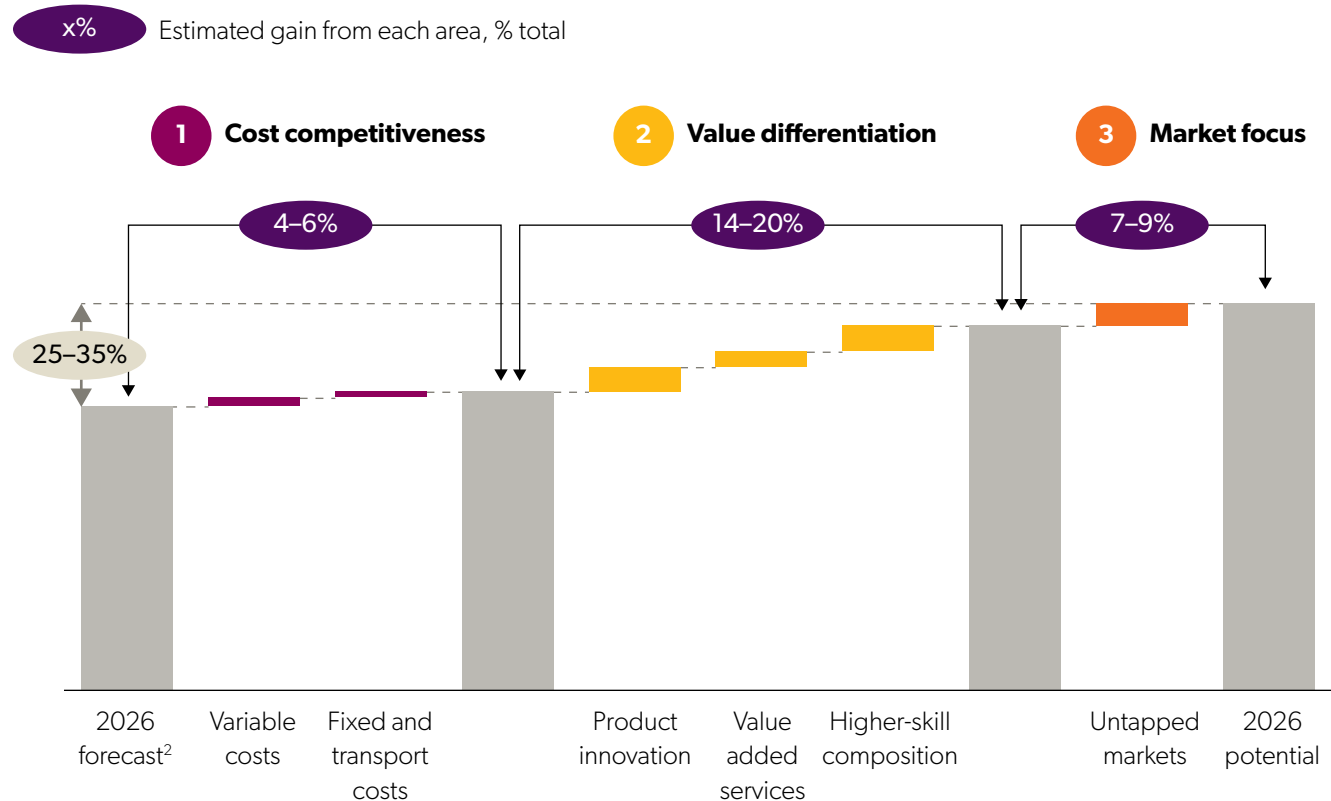 x% Estimated gain from each area, % total
1 Cost competitiveness
2 Value differentiation
3 Market focus
4–6%
14–20%
7–9%
25–35%
2026
forecast²
Variable
costs
Fixed and
transport
costs
Product
innovation
Value
added
services
Higher-skill
composition
Untapped
markets
2026
potential